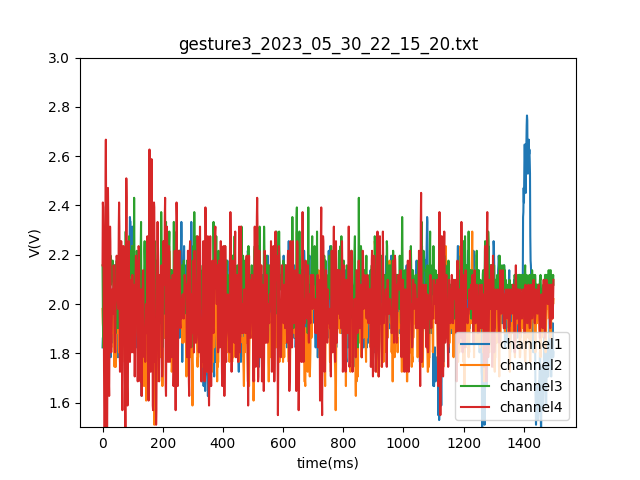 gesture3_2023_05_30_22_15_20.txt
3.0
2.8
2.6
2.4
2.2
2.0
1.8
1.6
V(V)
0 200 400 600 800 1000 1200 1400
time(ms)
channel1
channel2
channel3
channel4